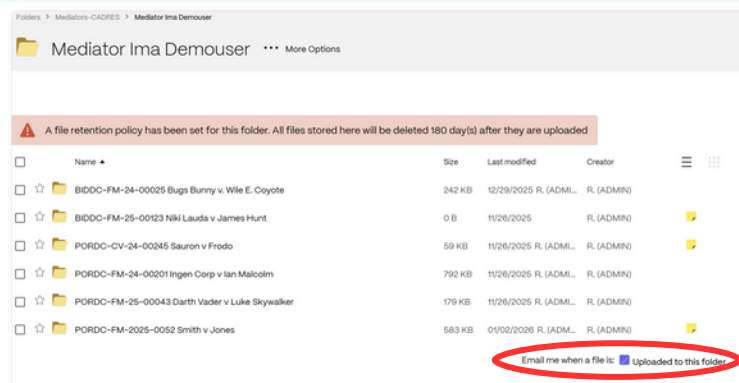 Folders > Mediators-CADRES > Mediator Ima Demouser
Mediator Ima Demouser ••• More Options
A file retention policy has been set for this folder. All files stored here will be deleted 180 day(s) after they are uploaded
Name ▲ Size Last modified Creator
BIDDC-FM-24-00025 Bugs Bunny v. Wile E. Coyote 242 KB 12/29/2025 R. (ADMI... R. (ADMIN)
BIDDC-FM-25-00123 Niki Lauda v James Hunt 0 B 11/26/2025 R. (ADMIN)
PORDC-CV-24-00245 Sauron v Frodo 59 KB 11/26/2025 R. (ADMI... R. (ADMIN)
PORDC-FM-24-00201 Ingen Corp v Ian Malcolm 792 KB 11/26/2025 R. (ADMI... R. (ADMIN)
PORDC-FM-25-00043 Darth Vader v Luke Skywalker 179 KB 11/26/2025 R. (ADMI... R. (ADMIN)
PORDC-FM-2025-0052 Smith v Jones 583 KB 01/02/2026 R. (ADM... R. (ADMIN)
Email me when a file is: Uploaded to this folder